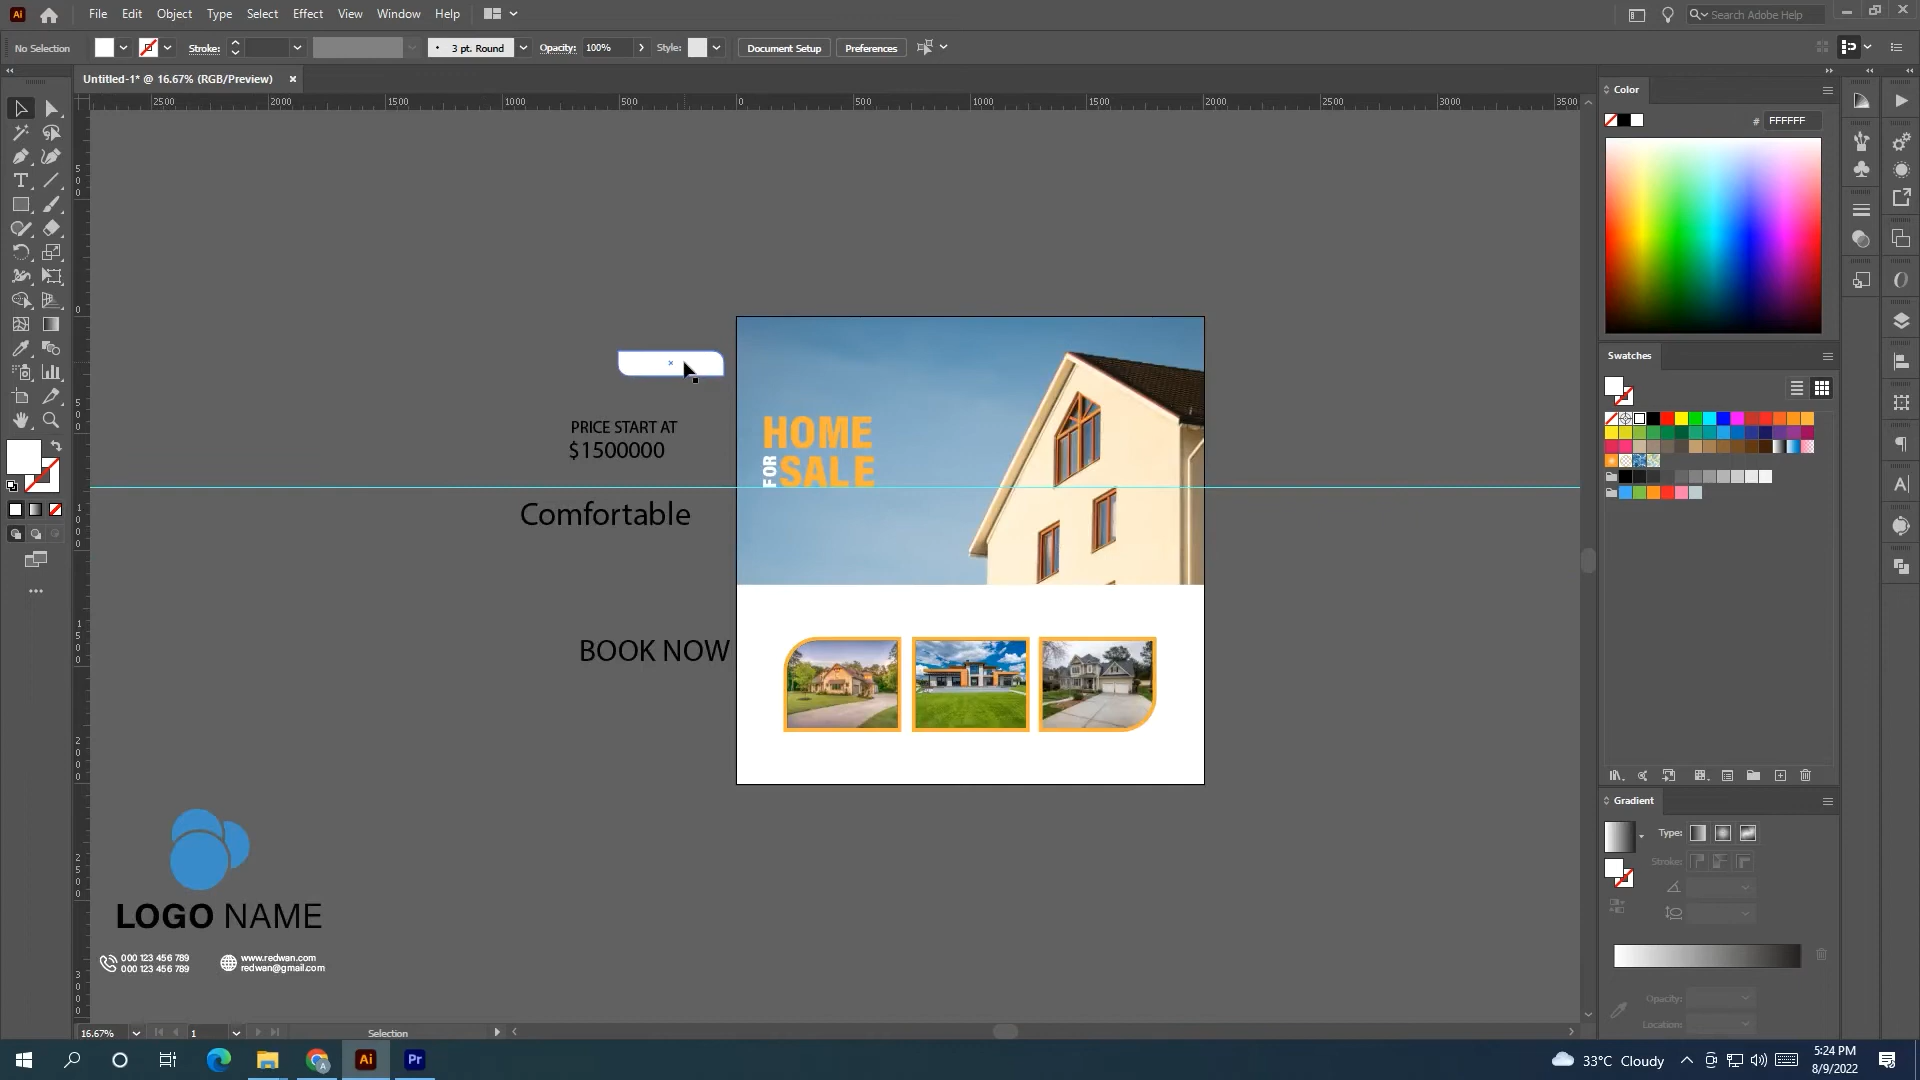 Ai
File Edit Object Type Select Effect View Window Help
Search Adobe Help
No Selection
Stroke:
3 pt. Round
Opacity: 100%
Style:
Document Setup
Preferences
Untitled-1* @ 16.67% (RGB/Preview) ×
2500 2000 1500 1000 500 0 500 1000 1500 2000 2500 3000 3500
Color
# FFFFFF
Swatches
HOME
FOR SALE
PRICE START AT
$1500000
Comfortable
BOOK NOW
LOGO NAME
000 123 456 789
000 123 456 789
www.redwan.com
redwan@gmail.com
Gradient
Type:
Stroke:
Opacity:
Location:
16.67%
1
Selection
Ai
Pr
33°C Cloudy
5:24 PM
8/9/2022